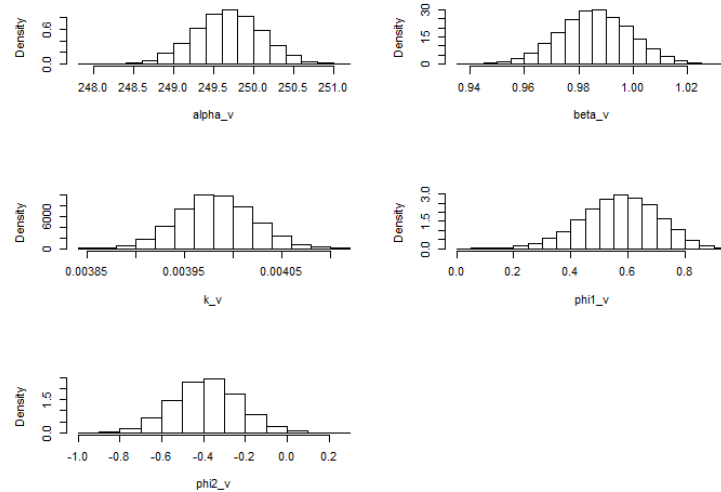 Density
0.0 0.6
248.0 248.5 249.0 249.5 250.0 250.5 251.0
alpha_v
Density
0 15 30
0.94 0.96 0.98 1.00 1.02
beta_v
Density
0 6000
0.00385 0.00395 0.00405
k_v
Density
0.0 1.5 3.0
0.0 0.2 0.4 0.6 0.8
phi1_v
Density
0.0 1.5
-1.0 -0.8 -0.6 -0.4 -0.2 0.0 0.2
phi2_v